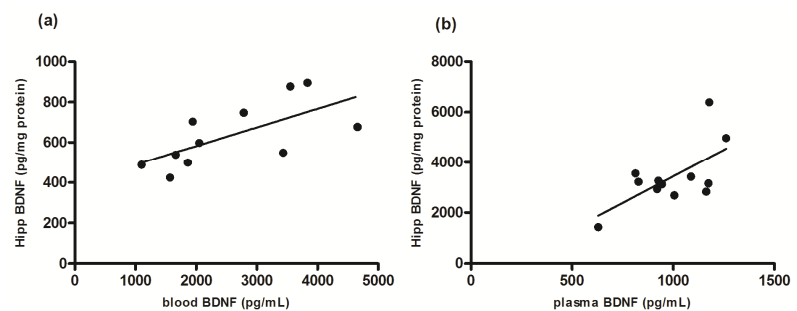 (a)
Hipp BDNF (pg/mg protein)
1000
800
600
400
200
0
0 1000 2000 3000 4000 5000
blood BDNF (pg/mL)
(b)
Hipp BDNF (pg/mg protein)
8000
6000
4000
2000
0
0 500 1000 1500
plasma BDNF (pg/mL)